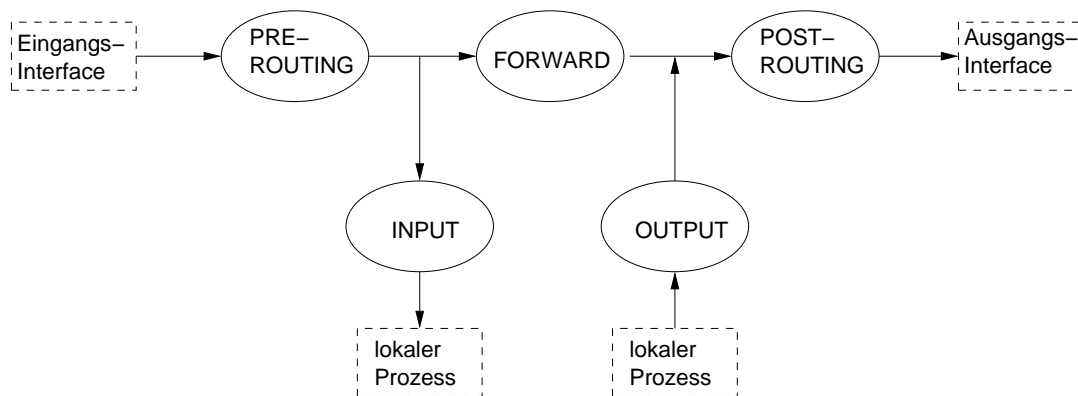 Eingangs–
Interface
PRE–
ROUTING
FORWARD
POST–
ROUTING
Ausgangs–
Interface
INPUT
OUTPUT
lokaler
Prozess
lokaler
Prozess